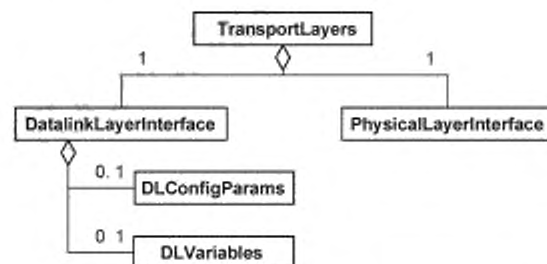 TransportLayers
1 1
DatalinkLayerInterface PhysicalLayerInterface
0. 1
DLConfigParams
0 1
DLVariables